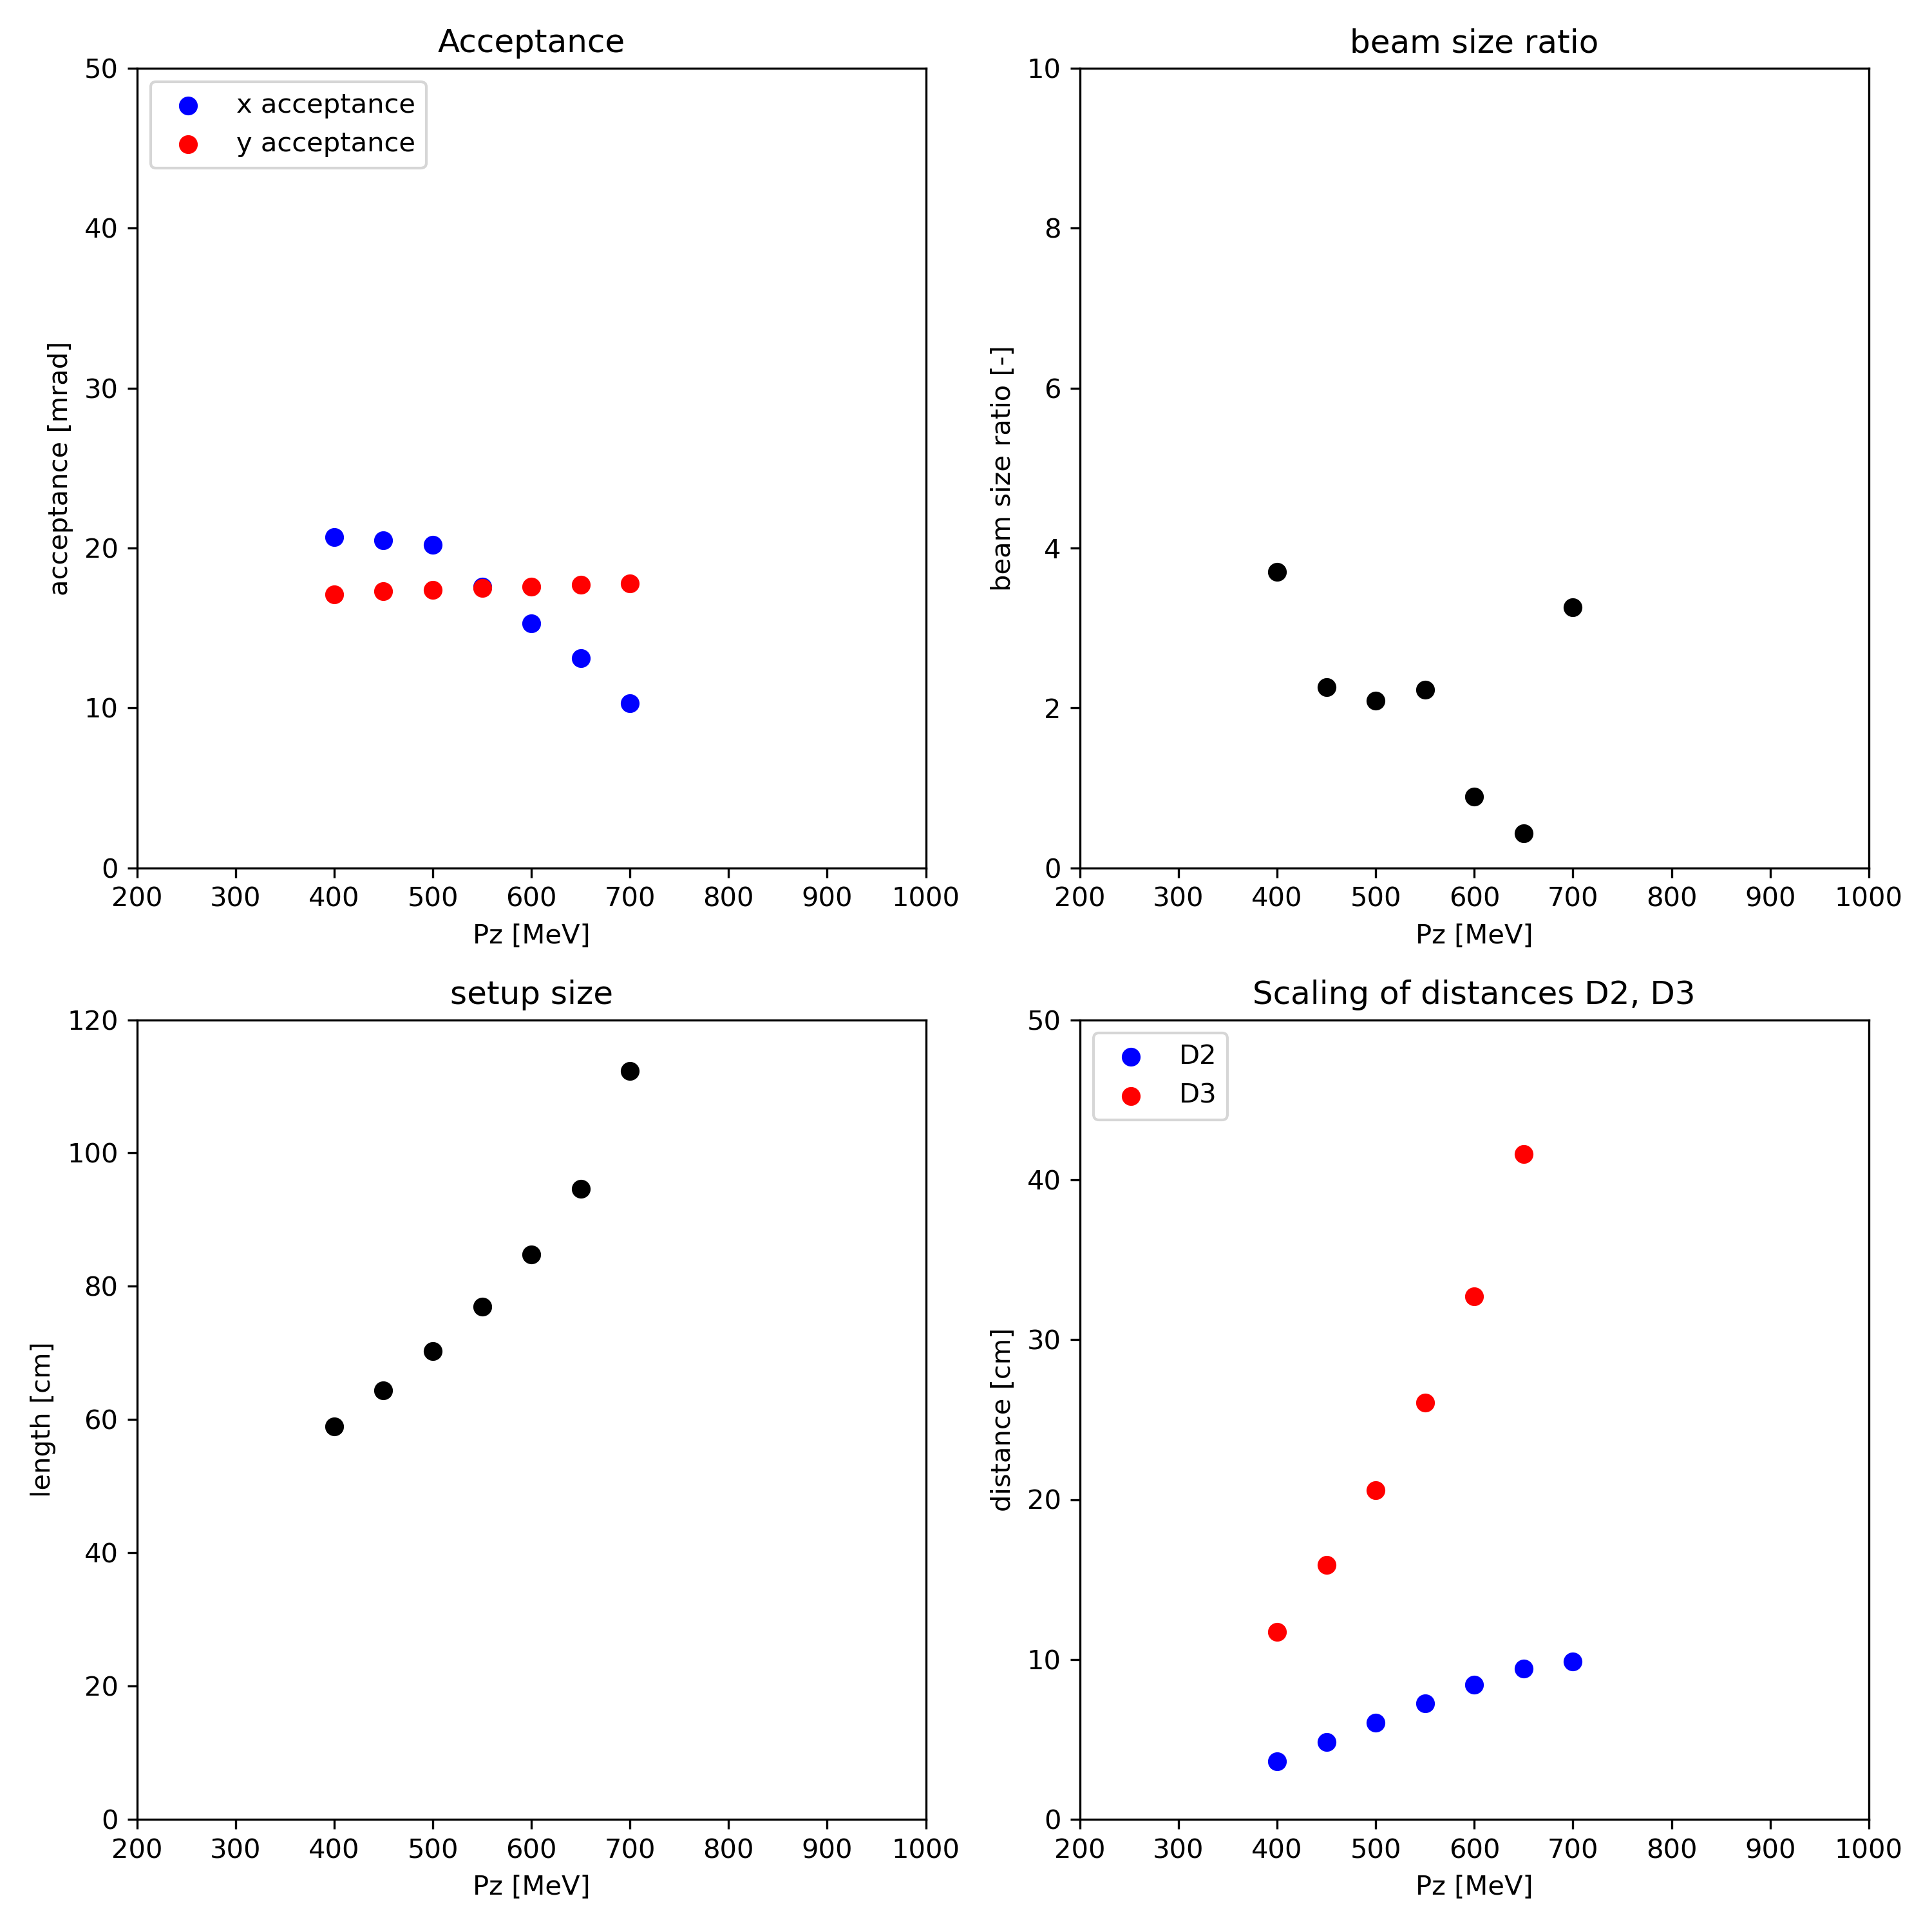 Acceptance
50
40
30
20
10
0
acceptance [mrad]
x acceptance
y acceptance
200 300 400 500 600 700 800 900 1000
Pz [MeV]
beam size ratio
10
8
6
4
2
0
beam size ratio [-]
200 300 400 500 600 700 800 900 1000
Pz [MeV]
setup size
120
100
80
60
40
20
0
length [cm]
200 300 400 500 600 700 800 900 1000
Pz [MeV]
Scaling of distances D2, D3
50
40
30
20
10
0
distance [cm]
D2
D3
200 300 400 500 600 700 800 900 1000
Pz [MeV]